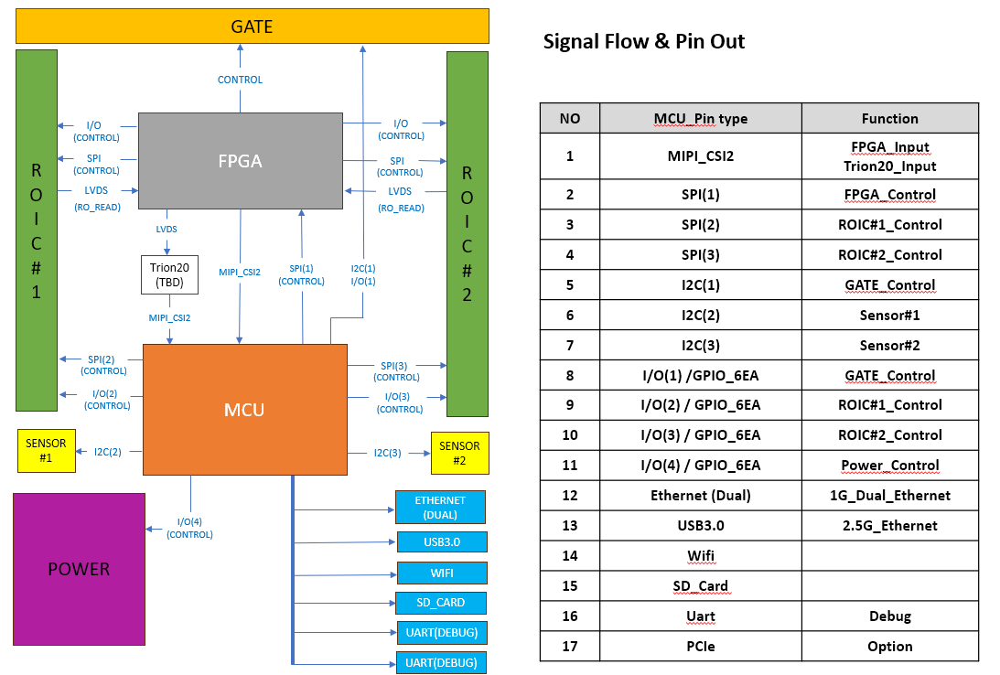 GATE
Signal Flow & Pin Out
CONTROL
ROIC#1
I/O
(CONTROL)
SPI
(CONTROL)
LVDS
(RO_READ)
FPGA
I/O
(CONTROL)
SPI
(CONTROL)
LVDS
(RO_READ)
ROIC#2
LVDS
Trion20
(TBD)
MIPI_CSI2
MIPI_CSI2
SPI(1)
(CONTROL)
I2C(1)
I/O(1)
SPI(2)
(CONTROL)
I/O(2)
(CONTROL)
MCU
SPI(3)
(CONTROL)
I/O(3)
(CONTROL)
SENSOR
#1
I2C(2)
I2C(3)
SENSOR
#2
I/O(4)
(CONTROL)
POWER
ETHERNET
(DUAL)
USB3.0
WIFI
SD_CARD
UART(DEBUG)
UART(DEBUG)
NO MCU_Pin type Function
1 MIPI_CSI2 FPGA_Input
Trion20_Input
2 SPI(1) FPGA_Control
3 SPI(2) ROIC#1_Control
4 SPI(3) ROIC#2_Control
5 I2C(1) GATE_Control
6 I2C(2) Sensor#1
7 I2C(3) Sensor#2
8 I/O(1) /GPIO_6EA GATE_Control
9 I/O(2) / GPIO_6EA ROIC#1_Control
10 I/O(3) / GPIO_6EA ROIC#2_Control
11 I/O(4) / GPIO_6EA Power_Control
12 Ethernet (Dual) 1G_Dual_Ethernet
13 USB3.0 2.5G_Ethernet
14 Wifi
15 SD_Card
16 Uart Debug
17 PCIe Option